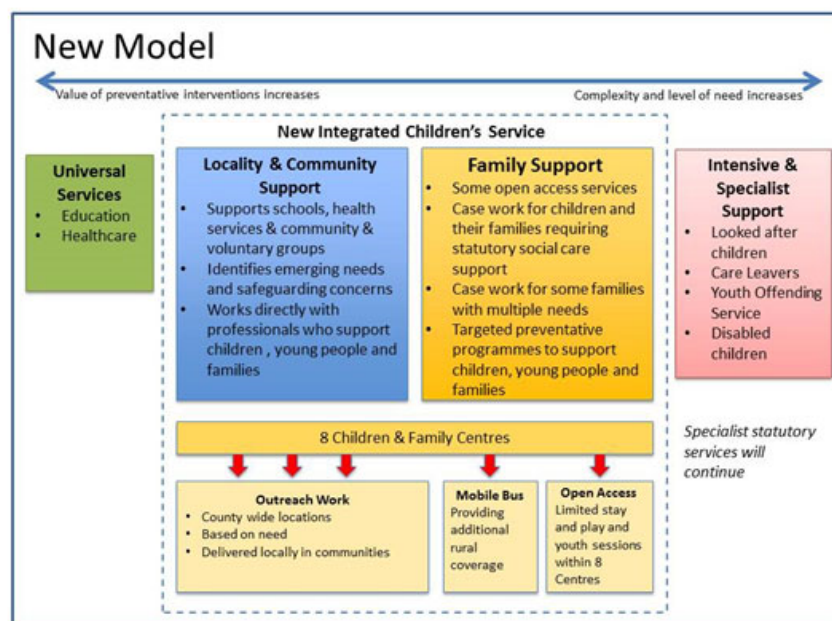 New Model
Value of preventative interventions increases
Complexity and level of need increases
New Integrated Children's Service
Universal
Services
• Education
• Healthcare
Locality & Community
Support
• Supports schools, health
services & community &
voluntary groups
• Identifies emerging needs
and safeguarding concerns
• Works directly with
professionals who support
children , young people and
families
Family Support
• Some open access services
• Case work for children and
their families requiring
statutory social care
support
• Case work for some families
with multiple needs
• Targeted preventative
programmes to support
children, young people and
families
Intensive &
Specialist
Support
• Looked after
children
• Care Leavers
• Youth Offending
Service
• Disabled
children
8 Children & Family Centres
Specialist statutory
services will
continue
Outreach Work
• County wide locations
• Based on need
• Delivered locally in communities
Mobile Bus
Providing
additional
rural
coverage
Open Access
Limited stay
and play and
youth sessions
within 8
Centres